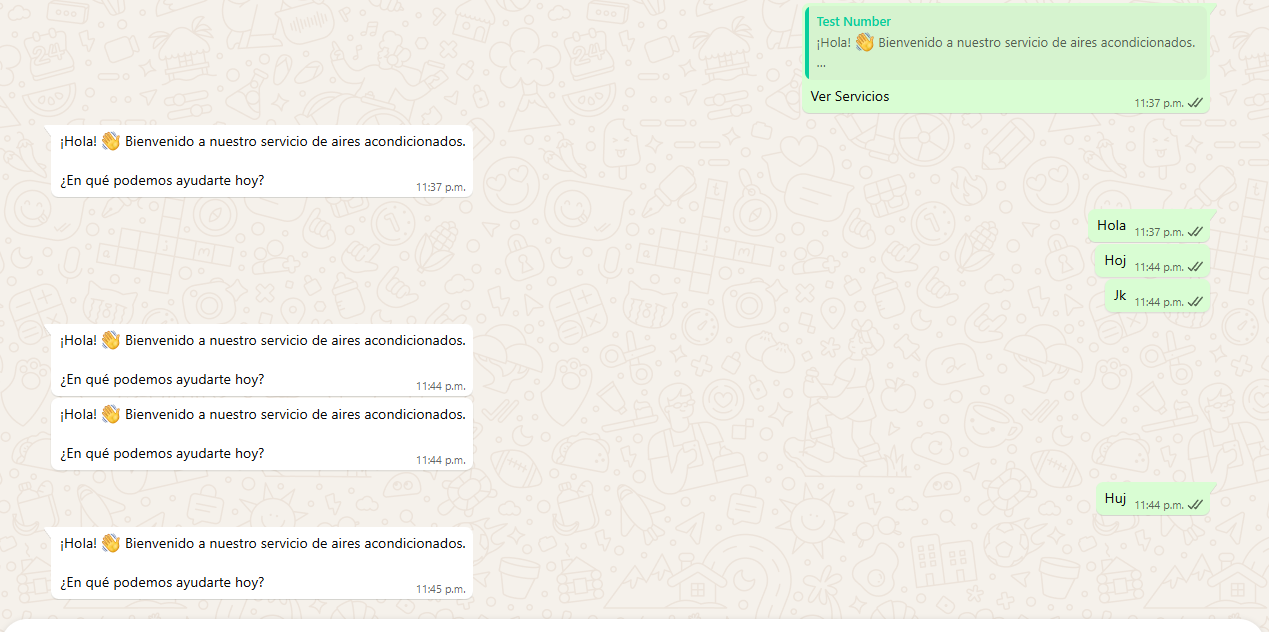 Test Number
¡Hola! 👋 Bienvenido a nuestro servicio de aires acondicionados.
...
Ver Servicios
11:37 p.m.
¡Hola! 👋 Bienvenido a nuestro servicio de aires acondicionados.
¿En qué podemos ayudarte hoy?
11:37 p.m.
Hola 11:37 p.m.
Hoj 11:44 p.m.
Jk 11:44 p.m.
¡Hola! 👋 Bienvenido a nuestro servicio de aires acondicionados.
¿En qué podemos ayudarte hoy?
11:44 p.m.
¡Hola! 👋 Bienvenido a nuestro servicio de aires acondicionados.
¿En qué podemos ayudarte hoy?
11:44 p.m.
Huj 11:44 p.m.
¡Hola! 👋 Bienvenido a nuestro servicio de aires acondicionados.
¿En qué podemos ayudarte hoy?
11:45 p.m.